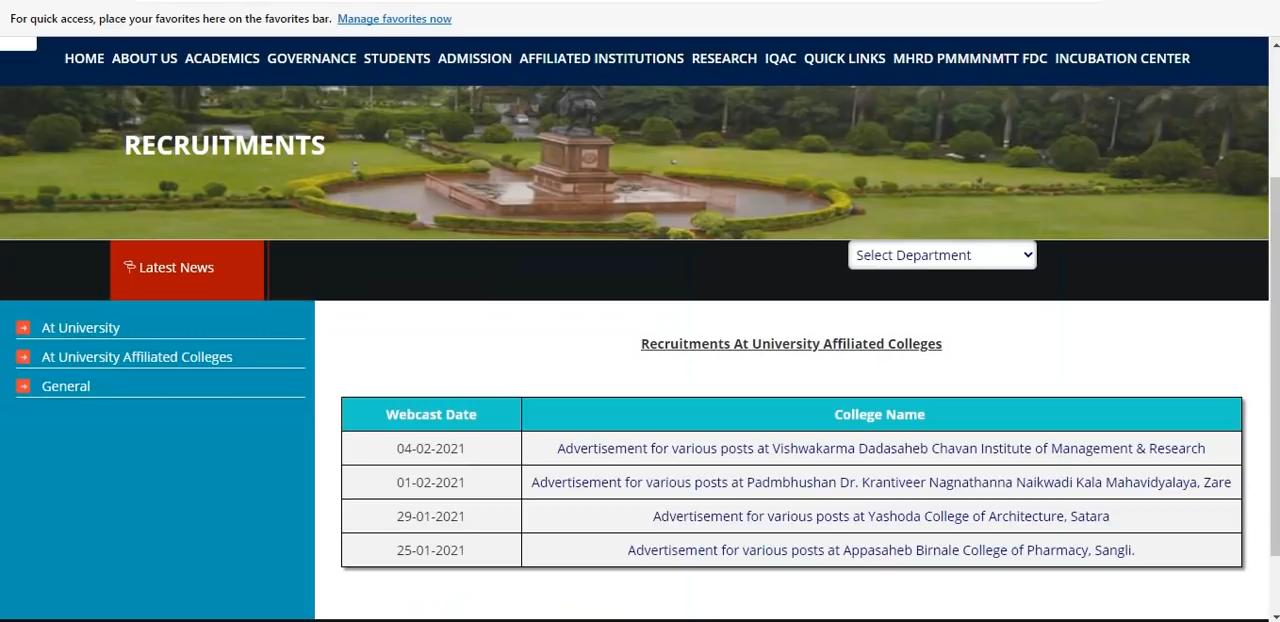 For quick access, place your favorites here on the favorites bar. Manage favorites now
HOME ABOUT US ACADEMICS GOVERNANCE STUDENTS ADMISSION AFFILIATED INSTITUTIONS RESEARCH IQAC QUICK LINKS MHRD PMMMNMTT FDC INCUBATION CENTER
RECRUITMENTS
Latest News
Select Department
At University
At University Affiliated Colleges
General
Recruitments At University Affiliated Colleges
Webcast Date College Name
04-02-2021 Advertisement for various posts at Vishwakarma Dadasaheb Chavan Institute of Management & Research
01-02-2021 Advertisement for various posts at Padmbhushan Dr. Krantiveer Nagnathanna Naikwadi Kala Mahavidyalaya, Zare
29-01-2021 Advertisement for various posts at Yashoda College of Architecture, Satara
25-01-2021 Advertisement for various posts at Appasaheb Birnale College of Pharmacy, Sangli.